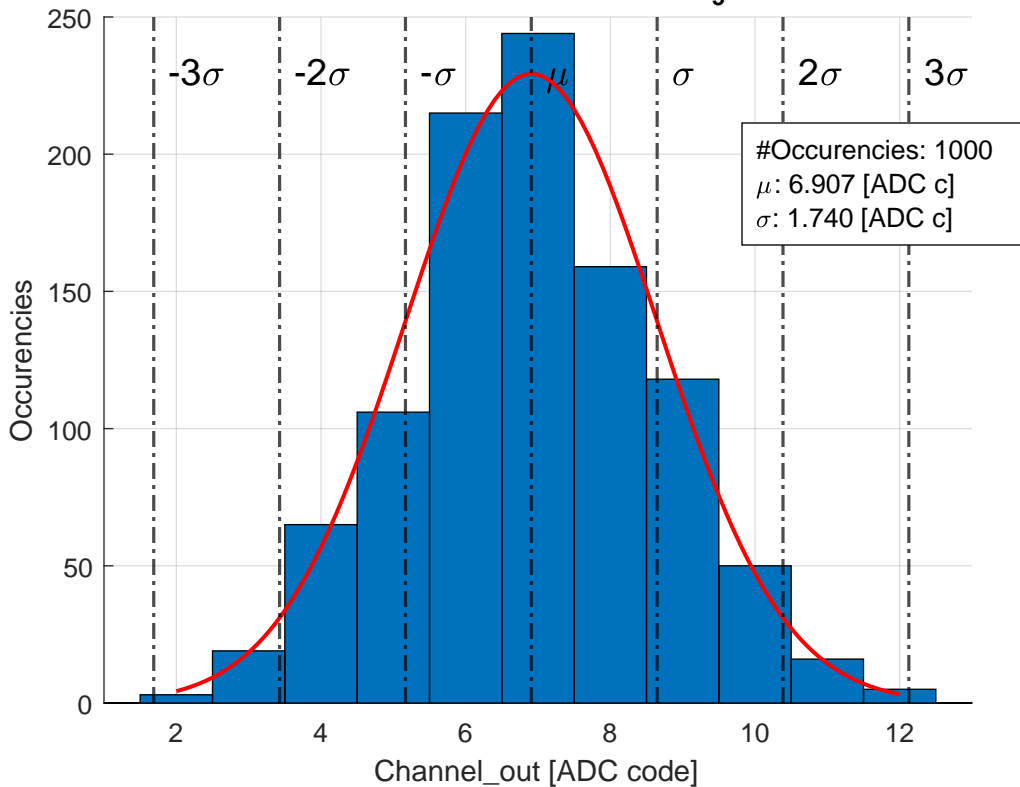 250
200
150
100
50
0
-3σ
-2σ
-σ
μ
σ
2σ
3σ
#Occurencies: 1000
μ: 6.907 [ADC c]
σ: 1.740 [ADC c]
Occurencies
2 4 6 8 10 12
Channel_out [ADC code]